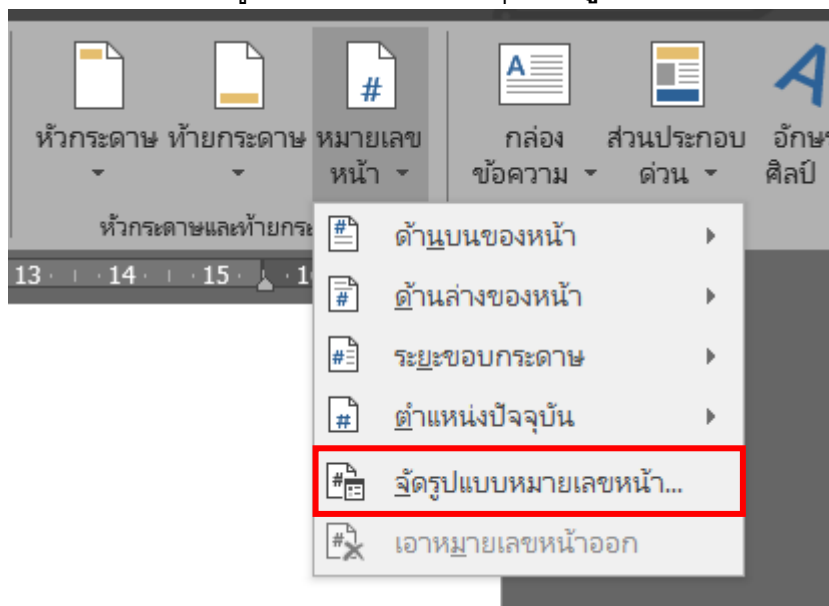 หัวกระดาษ ท้ายกระดาษ หมายเลข กล่อง ส่วนประกอบ
หน้า ข้อความ ด่วน ศิลป์
13 14 15
ด้านบนของหน้า
ด้านล่างของหน้า
ระยะขอบกระดาษ
ตำแหน่งปัจจุบัน
จัดรูปแบบหมายเลขหน้า...
เอาหมายเลขหน้าออก